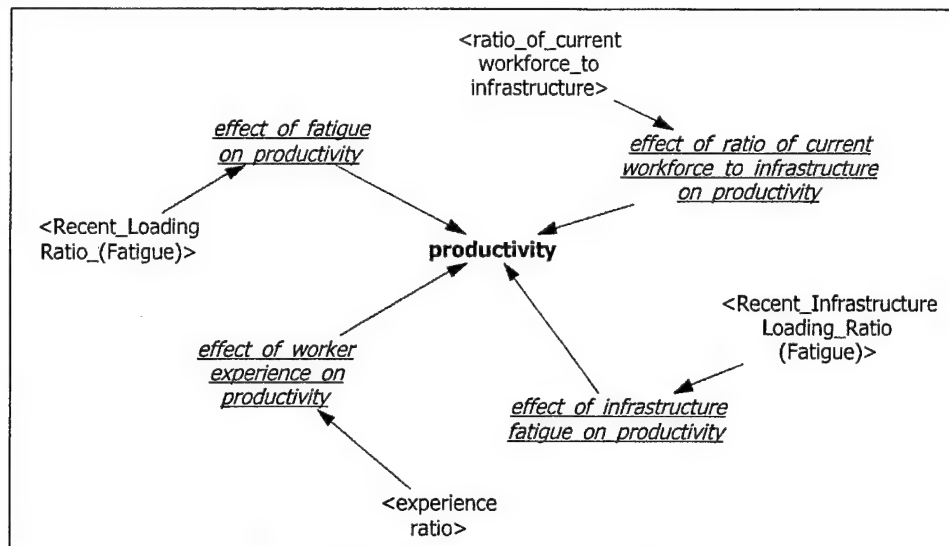 <ratio_of_current
workforce_to
infrastructure>
effect of fatigue
on productivity
effect of ratio of current
workforce to infrastructure
on productivity
<Recent_Loading
Ratio_(Fatigue)>
productivity
<Recent_Infrastructure
Loading_Ratio
(Fatigue)>
effect of worker
experience on
productivity
effect of infrastructure
fatigue on productivity
<experience
ratio>